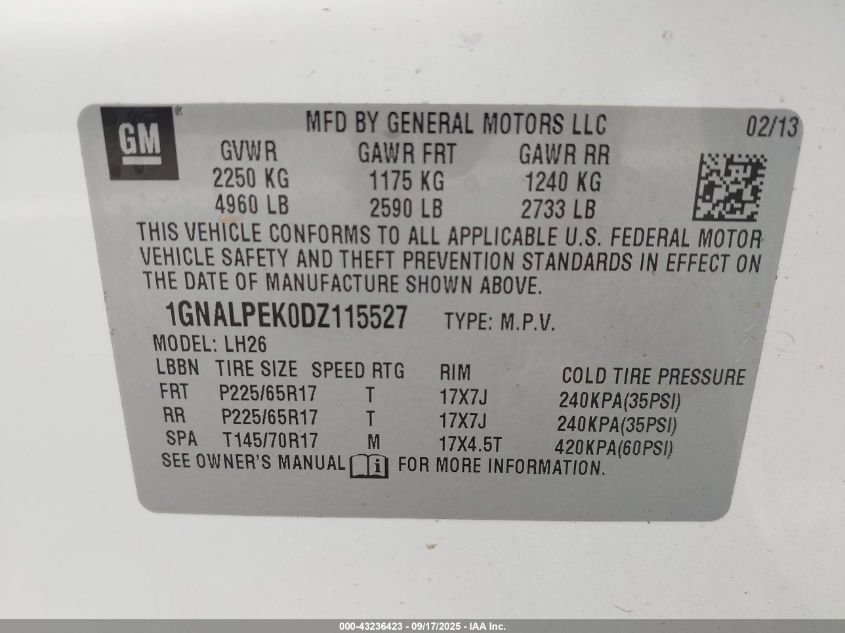 GM ®
MFD BY GENERAL MOTORS LLC 02/13
GVWR GAWR FRT GAWR RR
2250 KG 1175 KG 1240 KG
4960 LB 2590 LB 2733 LB
THIS VEHICLE CONFORMS TO ALL APPLICABLE U.S. FEDERAL MOTOR
VEHICLE SAFETY AND THEFT PREVENTION STANDARDS IN EFFECT ON
THE DATE OF MANUFACTURE SHOWN ABOVE.
1GNALPEK0DZ115527 TYPE: M.P.V.
MODEL: LH26
LBBN TIRE SIZE SPEED RTG RIM COLD TIRE PRESSURE
FRT P225/65R17 T 17X7J 240KPA(35PSI)
RR P225/65R17 T 17X7J 240KPA(35PSI)
SPA T145/70R17 M 17X4.5T 420KPA(60PSI)
SEE OWNER'S MANUAL i FOR MORE INFORMATION.
000-43236423 - 09/17/2025 - IAA Inc.